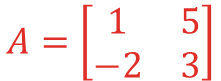 A = [ 1 5
-2 3 ]